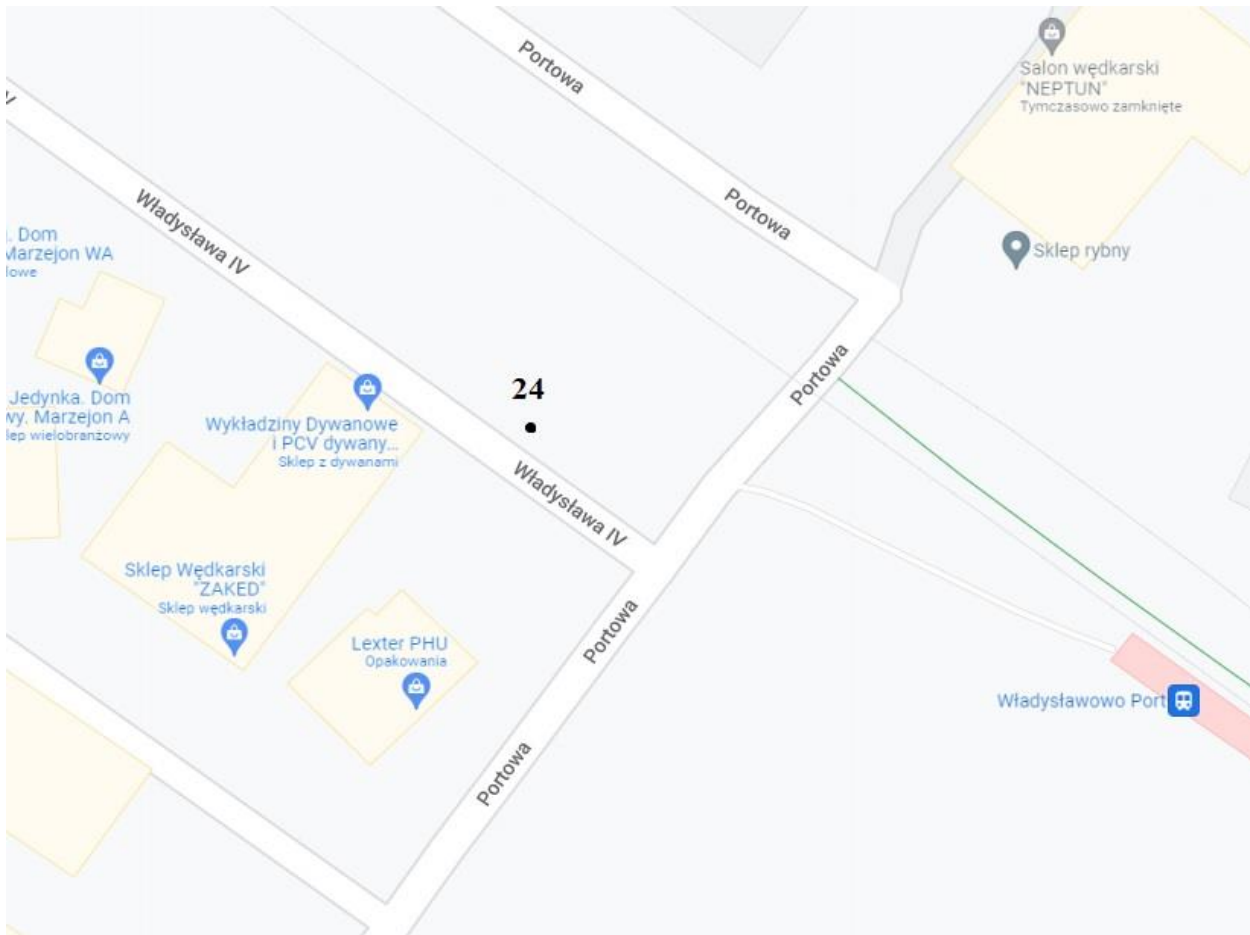 Portowa
Salon wędkarski
"NEPTUN"
Tymczasowo zamknięte
Władysława IV
Portowa
. Dom
Marzejon WA
lowe
Sklep rybny
Portowa
24
Jedynka. Dom
wy. Marzejon A
lep wielobranżowy
Wykładziny Dywanowe
i PCV dywany...
Sklep z dywanami
Władysława IV
Sklep Wędkarski
"ZAKED"
Sklep wędkarski
Portowa
Lexter PHU
Opakowania
Władysławowo Port
Portowa